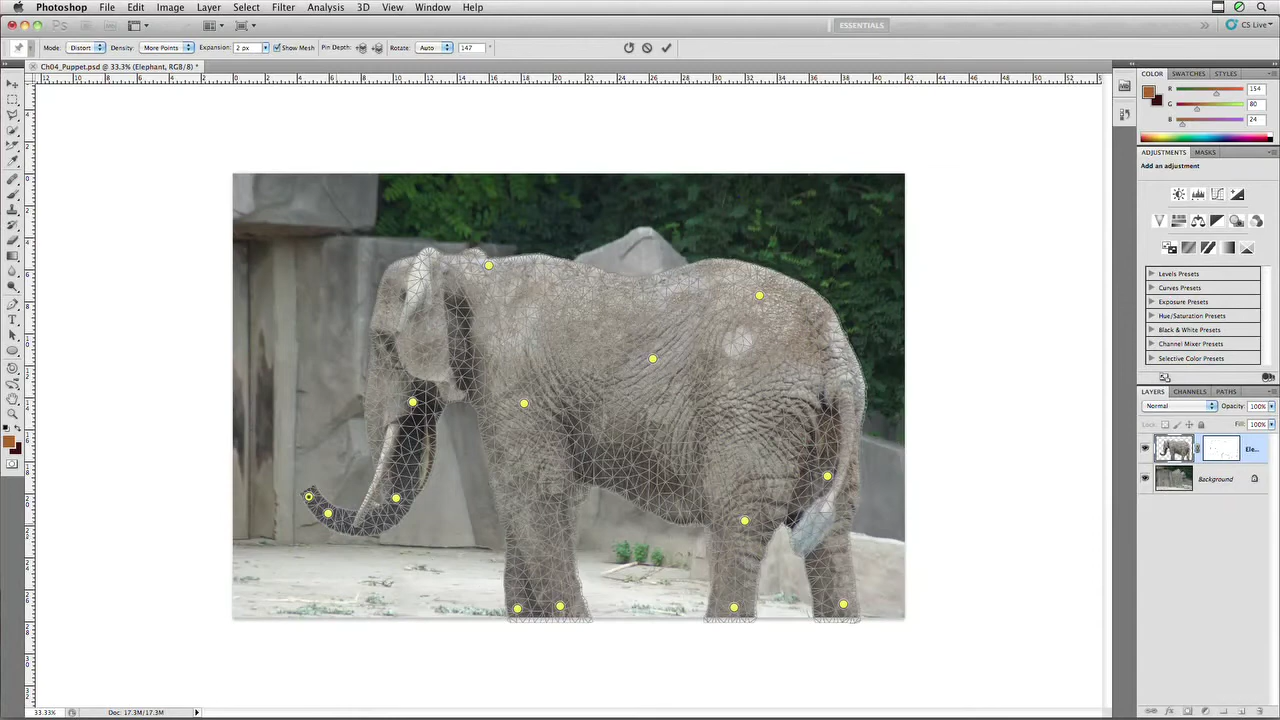 Photoshop File Edit Image Layer Select Filter Analysis 3D View Window Help
Ps ESSENTIALS CS Live
Mode: Distort Density: More Points Expansion: 2 px Show Mesh Pin Depth: Rotate: Auto 147 °
Ch04_Puppet.psd @ 33.3% (Elephant, RGB/8) *
COLOR SWATCHES STYLES
R 154
G 80
B 24
ADJUSTMENTS MASKS
Add an adjustment
Levels Presets
Curves Presets
Exposure Presets
Hue/Saturation Presets
Black & White Presets
Channel Mixer Presets
Selective Color Presets
LAYERS CHANNELS PATHS
Normal Opacity: 100%
Lock: Fill: 100%
Ele...
Background
33.33% Doc: 17.3M/17.3M